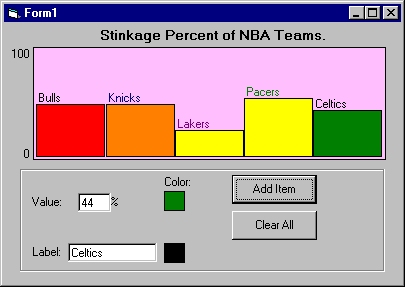 Form1
Stinkage Percent of NBA Teams.
100
Bulls
Knicks
Lakers
Pacers
Celtics
0
Color:
Value: 44 %
Add Item
Clear All
Label: Celtics